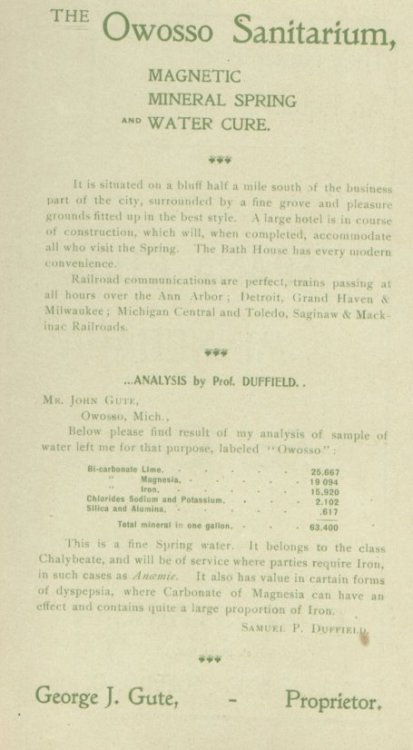 THE Owosso Sanitarium,
MAGNETIC
MINERAL SPRING
AND WATER CURE.
It is situated on a bluff half a mile south of the business
part of the city, surrounded by a fine grove and pleasure
grounds fitted up in the best style. A large hotel is in course
of construction, which will, when completed, accommodate
all who visit the Spring. The Bath House has every modern
convenience.
Railroad communications are perfect, trains passing at
all hours over the Ann Arbor; Detroit, Grand Haven &
Milwaukee; Michigan Central and Toledo, Saginaw & Mack-
inac Railroads.
...ANALYSIS by Prof. DUFFIELD. .
MR. JOHN GUTE,
Owosso, Mich.,
Below please find result of my analysis of sample of
water left me for that purpose, labeled "Owosso":
Bi-carbonate Lime. - - - - - 25.667
" Magnesia. - - - - - 19 094
" Iron. - - - - - 15.920
Chlorides Sodium and Potassium. - - - 2.102
Silica and Alumina. - - - - - .617
Total mineral in one gallon. - - - 63.400
This is a fine Spring water. It belongs to the class
Chalybeate, and will be of service where parties require Iron,
in such cases as Anæmie. It also has value in cartain forms
of dyspepsia, where Carbonate of Magnesia can have an
effect and contains quite a large proportion of Iron.
SAMUEL P. DUFFIELD.
George J. Gute, - Proprietor.